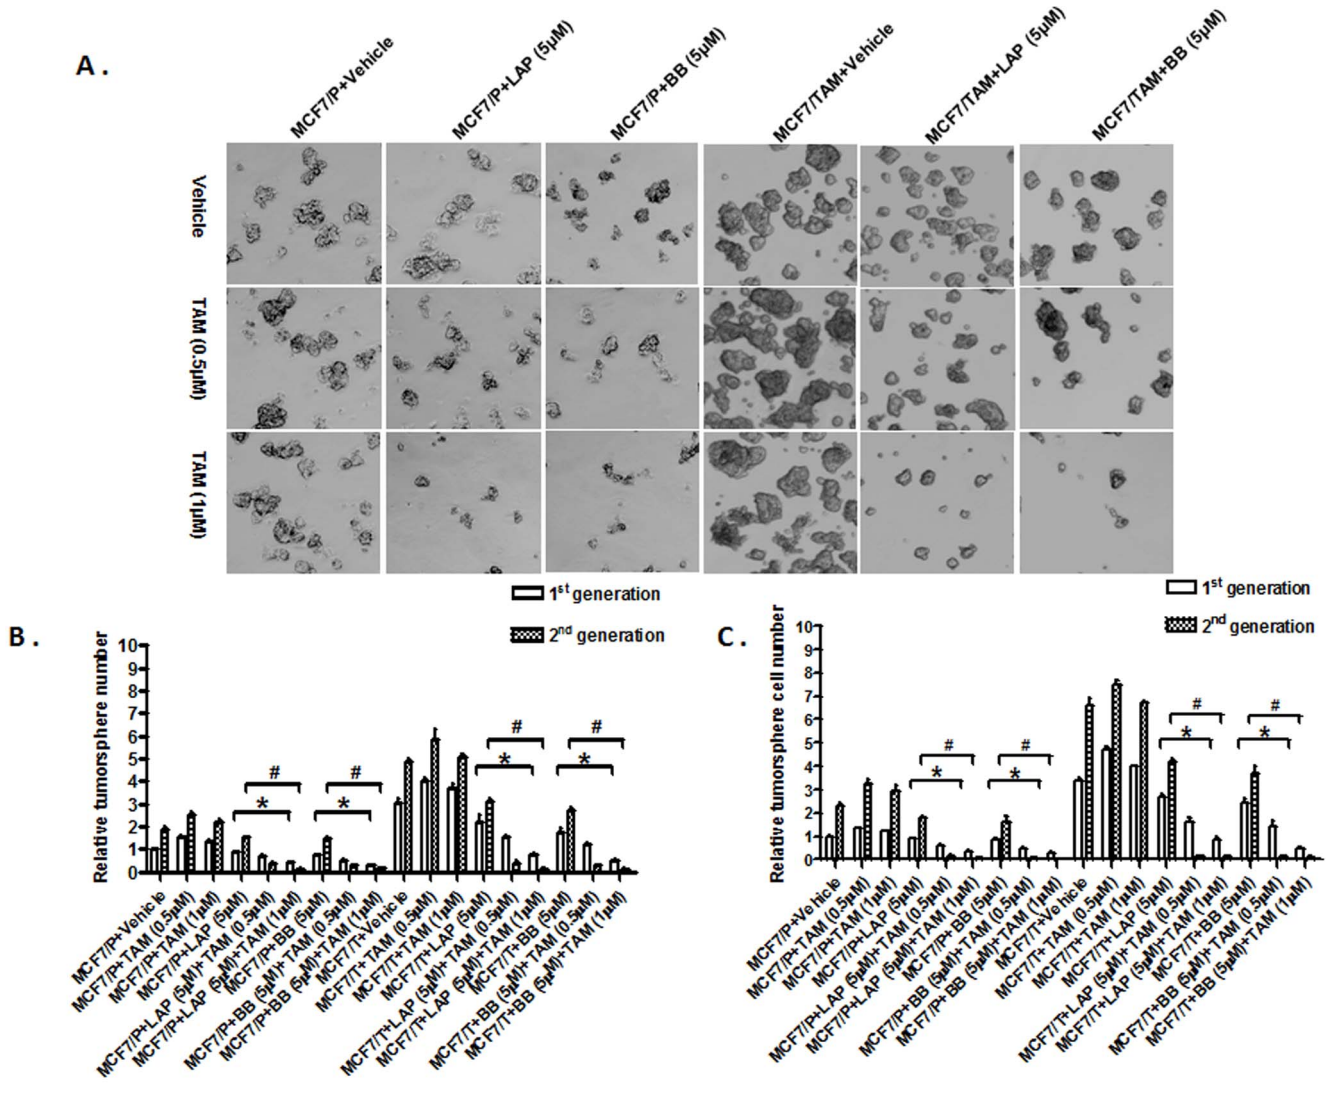 A .
MCF7/P+Vehicle
MCF7/P+LAP (5μM)
MCF7/P+BB (5μM)
MCF7/TAM+Vehicle
MCF7/TAM+LAP (5μM)
MCF7/TAM+BB (5μM)
Vehicle
TAM (0.5μM)
TAM (1μM)
B .
1st generation
2nd generation
Relative tumorsphere number
10
9
8
7
6
5
4
3
2
1
0
#
*
#
*
#
*
#
*
MCF7/P+Vehicle
MCF7/P+TAM (0.5μM)
MCF7/P+TAM (1μM)
MCF7/P+LAP (5μM)
MCF7/P+LAP (5μM)+TAM (0.5μM)
MCF7/P+LAP (5μM)+TAM (1μM)
MCF7/P+BB (5μM)
MCF7/P+BB (5μM)+TAM (0.5μM)
MCF7/P+BB (5μM)+TAM (1μM)
MCF7/T+Vehicle
MCF7/T+TAM (0.5μM)
MCF7/T+TAM (1μM)
MCF7/T+LAP (5μM)
MCF7/T+LAP (5μM)+TAM (0.5μM)
MCF7/T+LAP (5μM)+TAM (1μM)
MCF7/T+BB (5μM)
MCF7/T+BB (5μM)+TAM (0.5μM)
MCF7/T+BB (5μM)+TAM (1μM)
C .
1st generation
2nd generation
Relative tumorsphere cell number
10
9
8
7
6
5
4
3
2
1
0
#
*
#
*
#
*
#
*
MCF7/P+Vehicle
MCF7/P+TAM (0.5μM)
MCF7/P+TAM (1μM)
MCF7/P+LAP (5μM)
MCF7/P+LAP (5μM)+TAM (0.5μM)
MCF7/P+LAP (5μM)+TAM (1μM)
MCF7/P+BB (5μM)
MCF7/P+BB (5μM)+TAM (0.5μM)
MCF7/P+BB (5μM)+TAM (1μM)
MCF7/T+Vehicle
MCF7/T+TAM (0.5μM)
MCF7/T+TAM (1μM)
MCF7/T+LAP (5μM)
MCF7/T+LAP (5μM)+TAM (0.5μM)
MCF7/T+LAP (5μM)+TAM (1μM)
MCF7/T+BB (5μM)
MCF7/T+BB (5μM)+TAM (0.5μM)
MCF7/T+BB (5μM)+TAM (1μM)